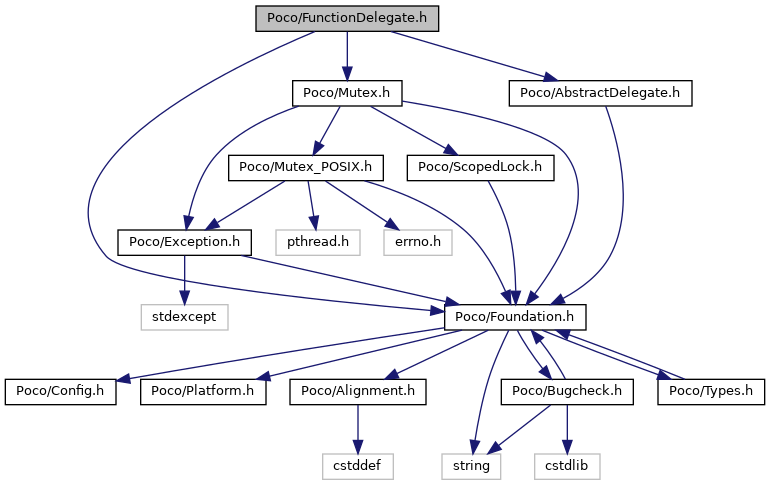 Poco/FunctionDelegate.h
Poco/Mutex.h
Poco/AbstractDelegate.h
Poco/Mutex_POSIX.h
Poco/ScopedLock.h
Poco/Exception.h
pthread.h
errno.h
stdexcept
Poco/Foundation.h
Poco/Config.h
Poco/Platform.h
Poco/Alignment.h
Poco/Bugcheck.h
Poco/Types.h
cstddef
string
cstdlib